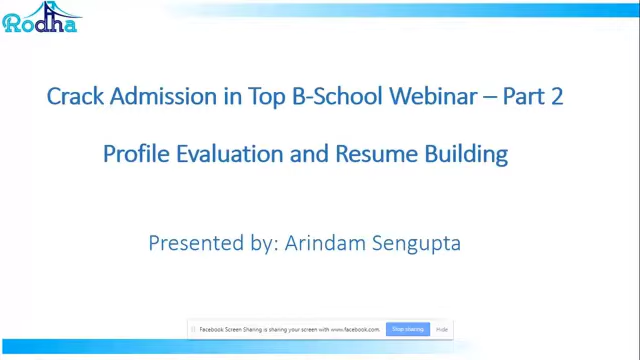 Rodha
Crack Admission in Top B-School Webinar – Part 2
Profile Evaluation and Resume Building
Presented by: Arindam Sengupta
Facebook Screen Sharing is sharing your screen with www.facebook.com.
Stop sharing
Hide